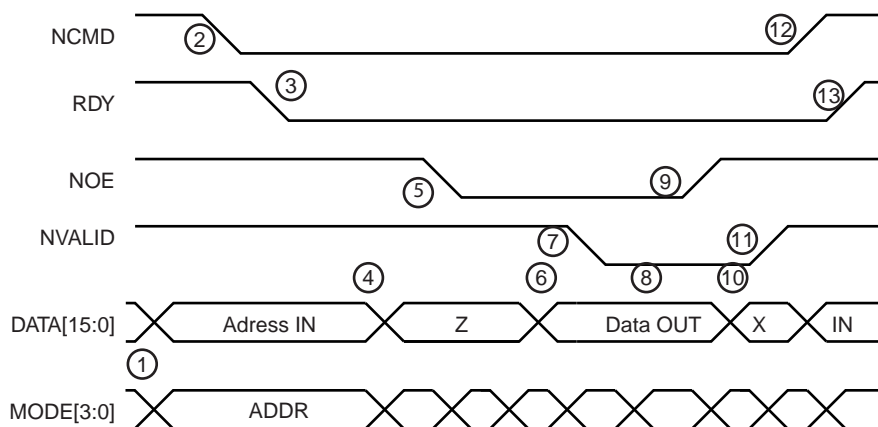 NCMD 2 12
RDY 3 13
NOE 5 9
NVALID 7 11
4 6 8 10
DATA[15:0] Adress IN Z Data OUT X IN
1
MODE[3:0] ADDR